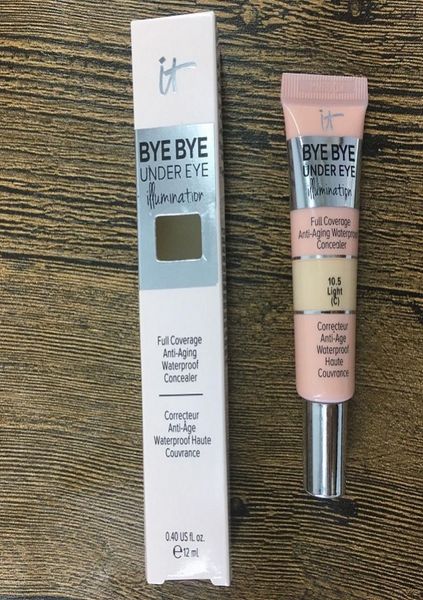 it
BYE BYE
UNDER EYE
illumination
Full Coverage
Anti-Aging
Waterproof
Concealer
Correcteur
Anti-Âge
Waterproof Haute
Couvrance
0.40 US fl. oz.
e 12 mL
it
BYE BYE
UNDER EYE
illumination
Full Coverage
Anti-Aging Waterproof
Concealer
10.5
Light
(C)
Correcteur
Anti-Age
Waterproof
Haute
Couvrance